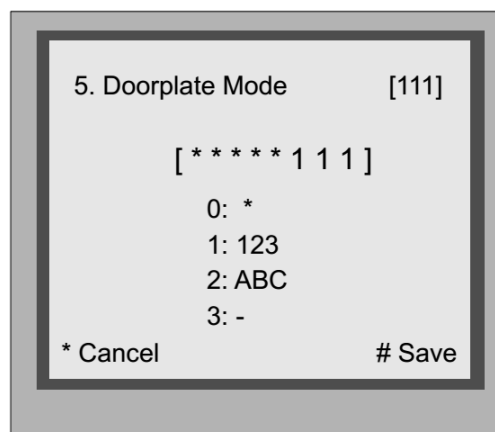 5. Doorplate Mode [111]
[ * * * * * 1 1 1 ]
0: *
1: 123
2: ABC
3: -
* Cancel # Save